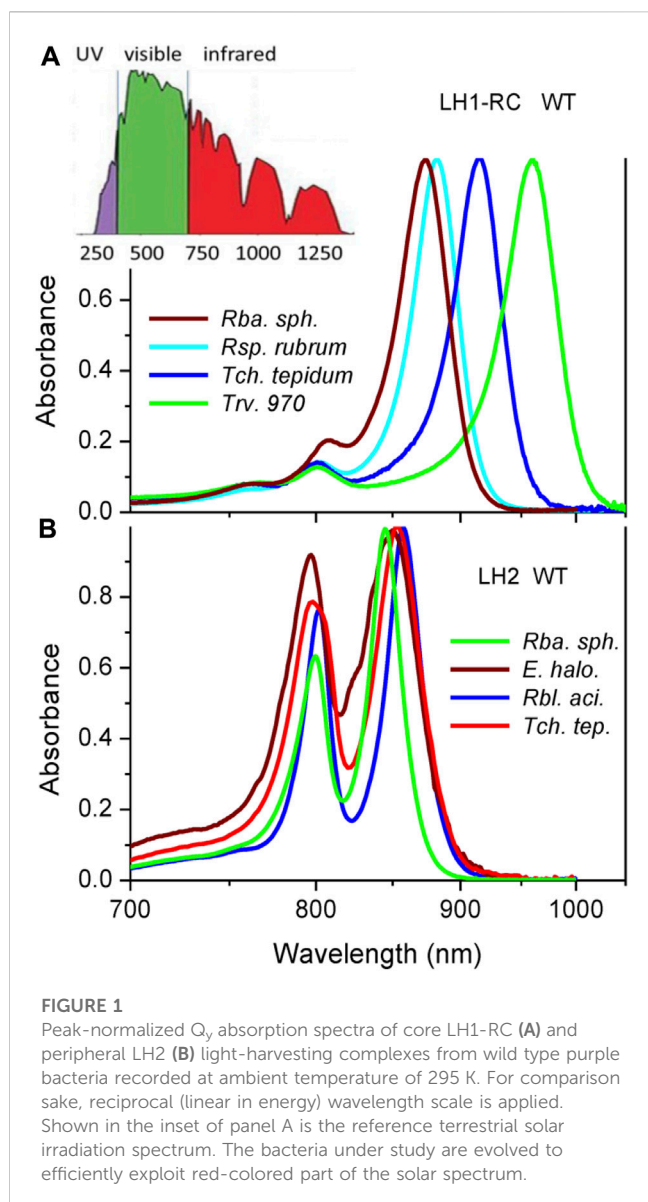 A
UV visible infrared
LH1-RC WT
250 500 750 1000 1250
Absorbance
0.6
0.4
0.2
0.0
Rba. sph.
Rsp. rubrum
Tch. tepidum
Trv. 970
B
LH2 WT
Absorbance
0.8
0.6
0.4
0.2
0.0
Rba. sph.
E. halo.
Rbl. aci.
Tch. tep.
700 800 900 1000
Wavelength (nm)
FIGURE 1
Peak-normalized Qy absorption spectra of core LH1-RC (A) and
peripheral LH2 (B) light-harvesting complexes from wild type purple
bacteria recorded at ambient temperature of 295 K. For comparison
sake, reciprocal (linear in energy) wavelength scale is applied.
Shown in the inset of panel A is the reference terrestrial solar
irradiation spectrum. The bacteria under study are evolved to
efficiently exploit red-colored part of the solar spectrum.